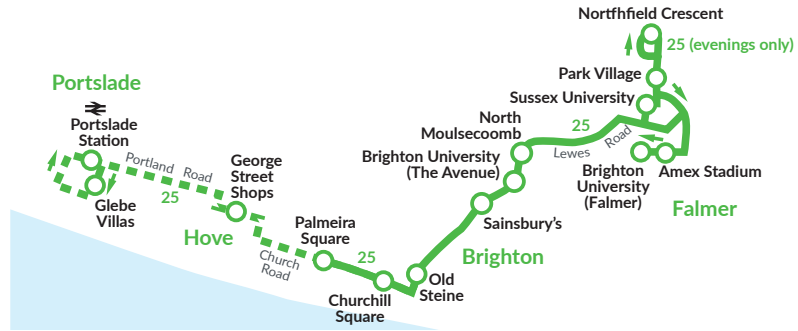 Nortfhfield Crescent
25 (evenings only)
Park Village
Sussex University
Portslade
Portslade
Station
North
Moulsecoomb
25
Lewes Road
Brighton University
(The Avenue)
Brighton
University
(Falmer)
Amex Stadium
Falmer
Portland Road
25
George
Street
Shops
Glebe
Villas
Hove
Palmeira
Square
Sainsbury's
Church
Road
25
Brighton
Old
Steine
Churchill
Square